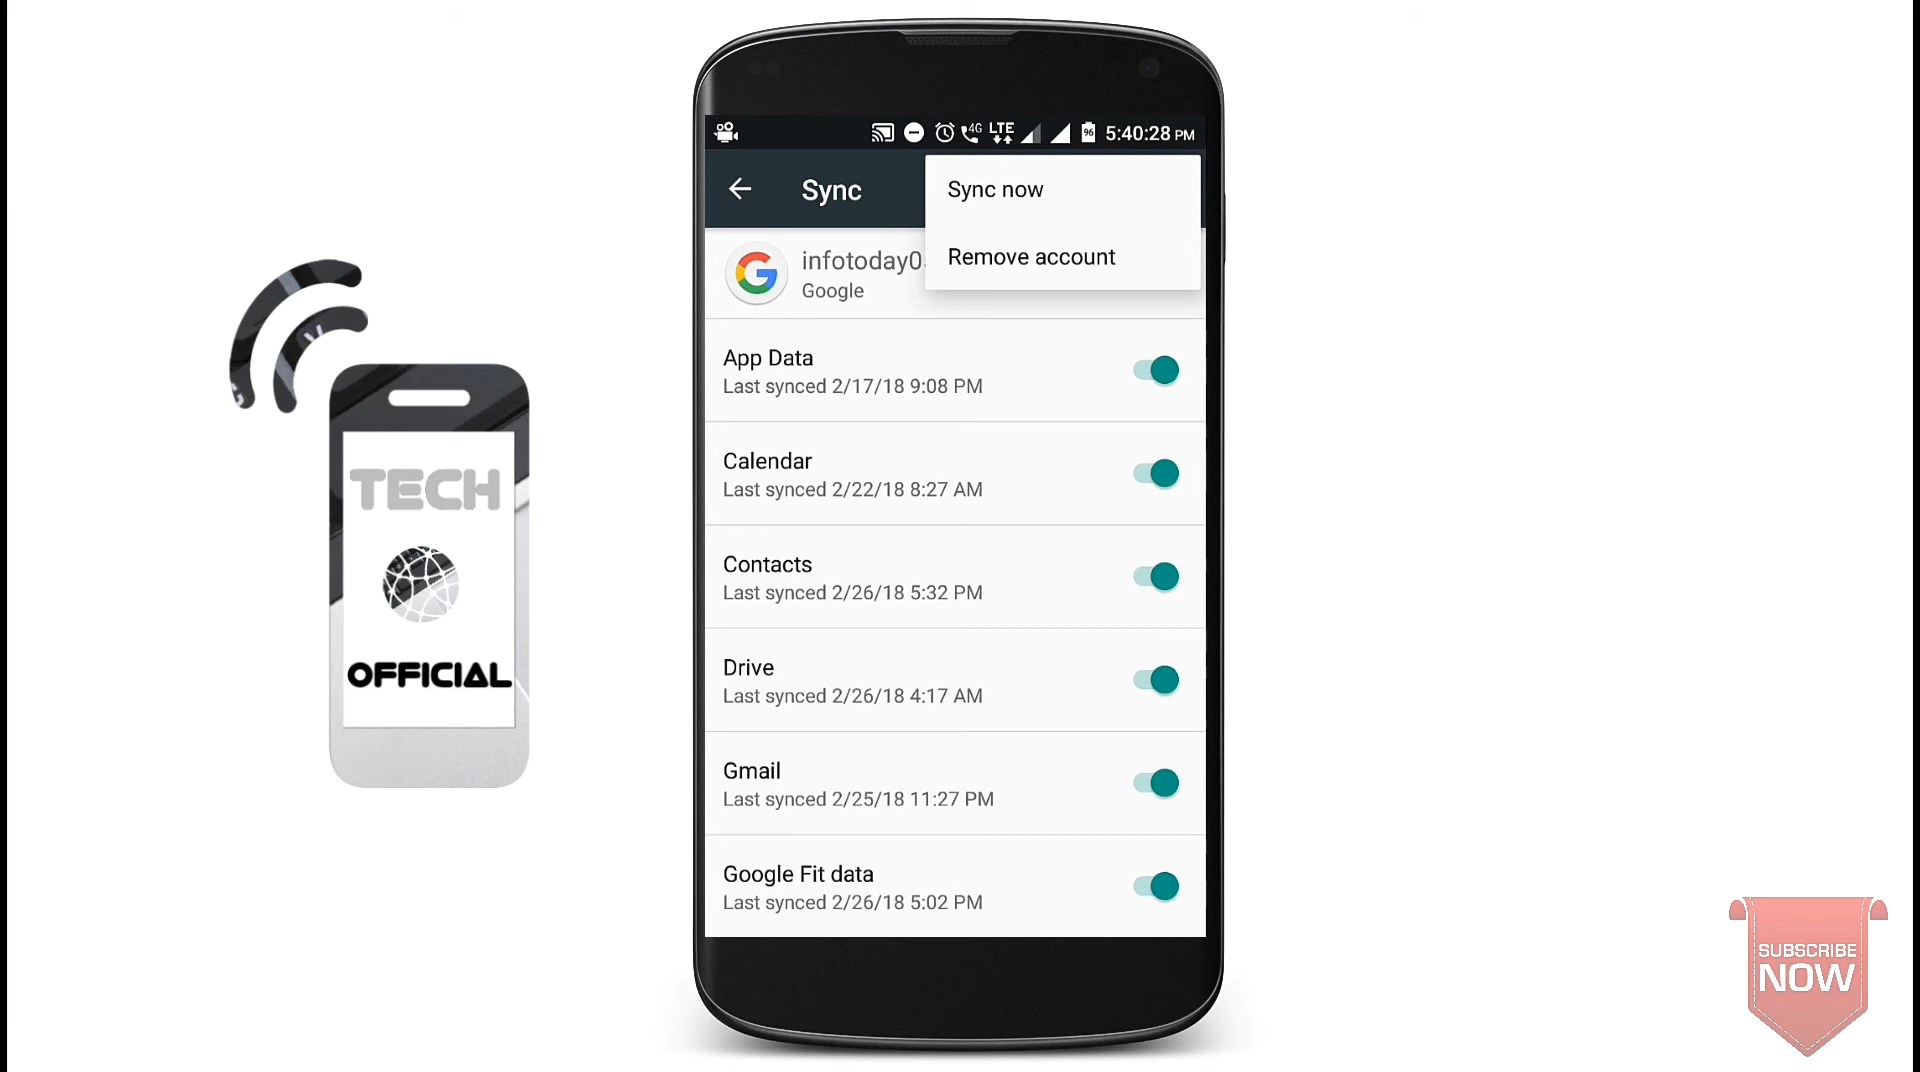 TECH
OFFICIAL
4G LTE 96 5:40:28 PM
Sync
Sync now
Remove account
Google
App Data
Last synced 2/17/18 9:08 PM
Calendar
Last synced 2/22/18 8:27 AM
Contacts
Last synced 2/26/18 5:32 PM
Drive
Last synced 2/26/18 4:17 AM
Gmail
Last synced 2/25/18 11:27 PM
Google Fit data
Last synced 2/26/18 5:02 PM
SUBSCRIBE
NOW